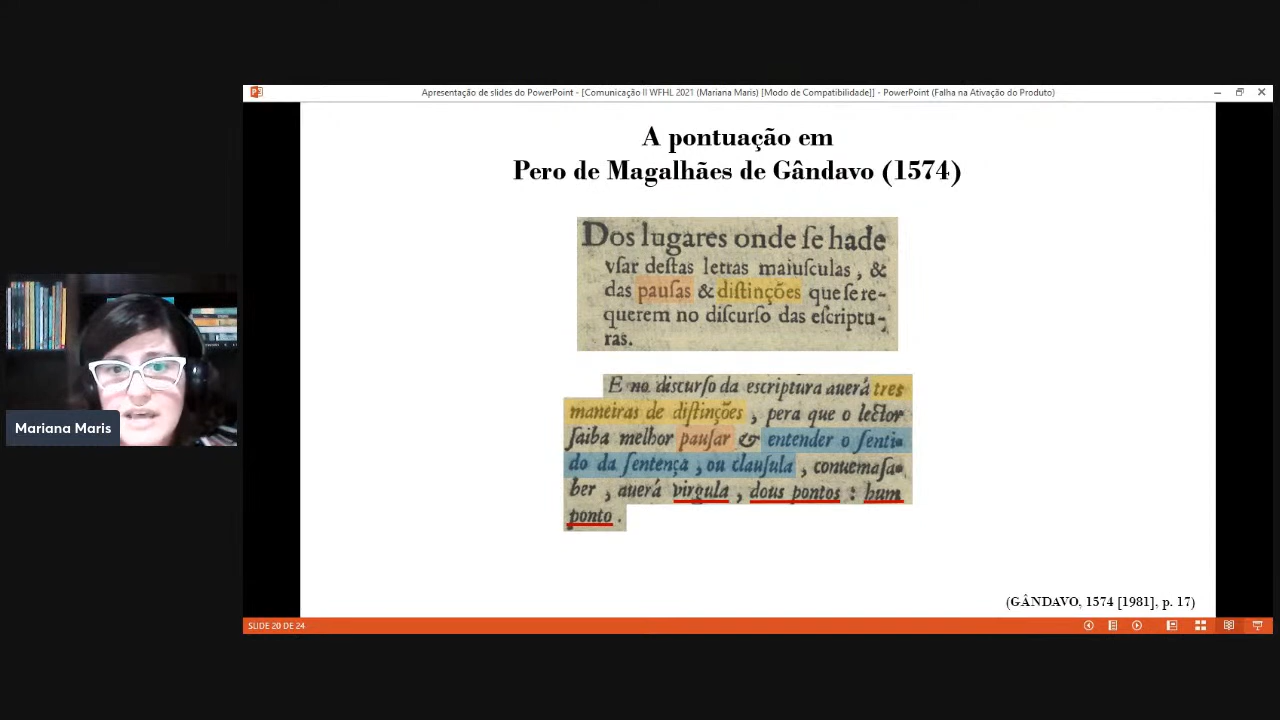 Apresentação de slides do PowerPoint - [Comunicação II WFHL 2021 (Mariana Maris) [Modo de Compatibilidade]] - PowerPoint (Falha na Ativação do Produto)
A pontuação em
Pero de Magalhães de Gândavo (1574)
Dos lugares onde ſe hade
vſar deſtas letras maiuſculas, &
das pauſas & diſtinções que ſe re-
querem no diſcurſo das eſcriptu-
ras.
E no discurſo da escriptura auerá tres
maneiras de diſtinções, pera que o lector
ſaiba melhor pauſar & entender o ſenti-
do da ſentença, ou clauſula, conuemaſa-
ber, auerá virgula, dous pontos : hum
ponto.
Mariana Maris
(GÂNDAVO, 1574 [1981], p. 17)
SLIDE 20 DE 24